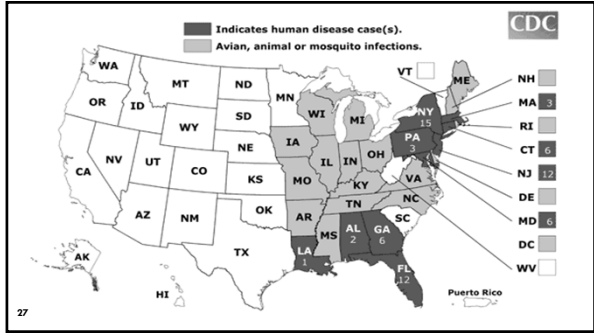 Indicates human disease case(s).
Avian, animal or mosquito infections.
CDC
WA
MT
ND
MN
VT
ME
NH
OR
ID
SD
WI
MI
NY
15
MA 3
WY
RI
NV
UT
CO
NE
IA
IL
IN
OH
PA
3
CT 6
CA
KS
MO
KY
VA
NJ 12
DE
AZ
NM
OK
AR
TN
NC
SC
MD 6
TX
MS
AL
2
GA
6
DC
LA
1
WV
AK
HI
FL
12
Puerto Rico
27